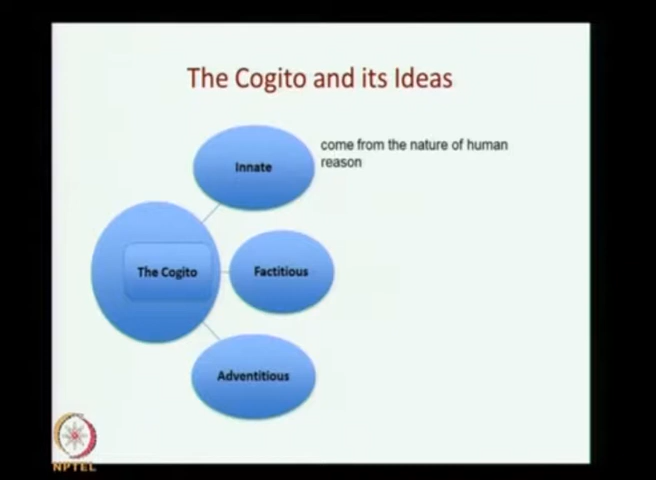 The Cogito and its Ideas
Innate
come from the nature of human
reason
The Cogito
Factitious
Adventitious
NPTEL